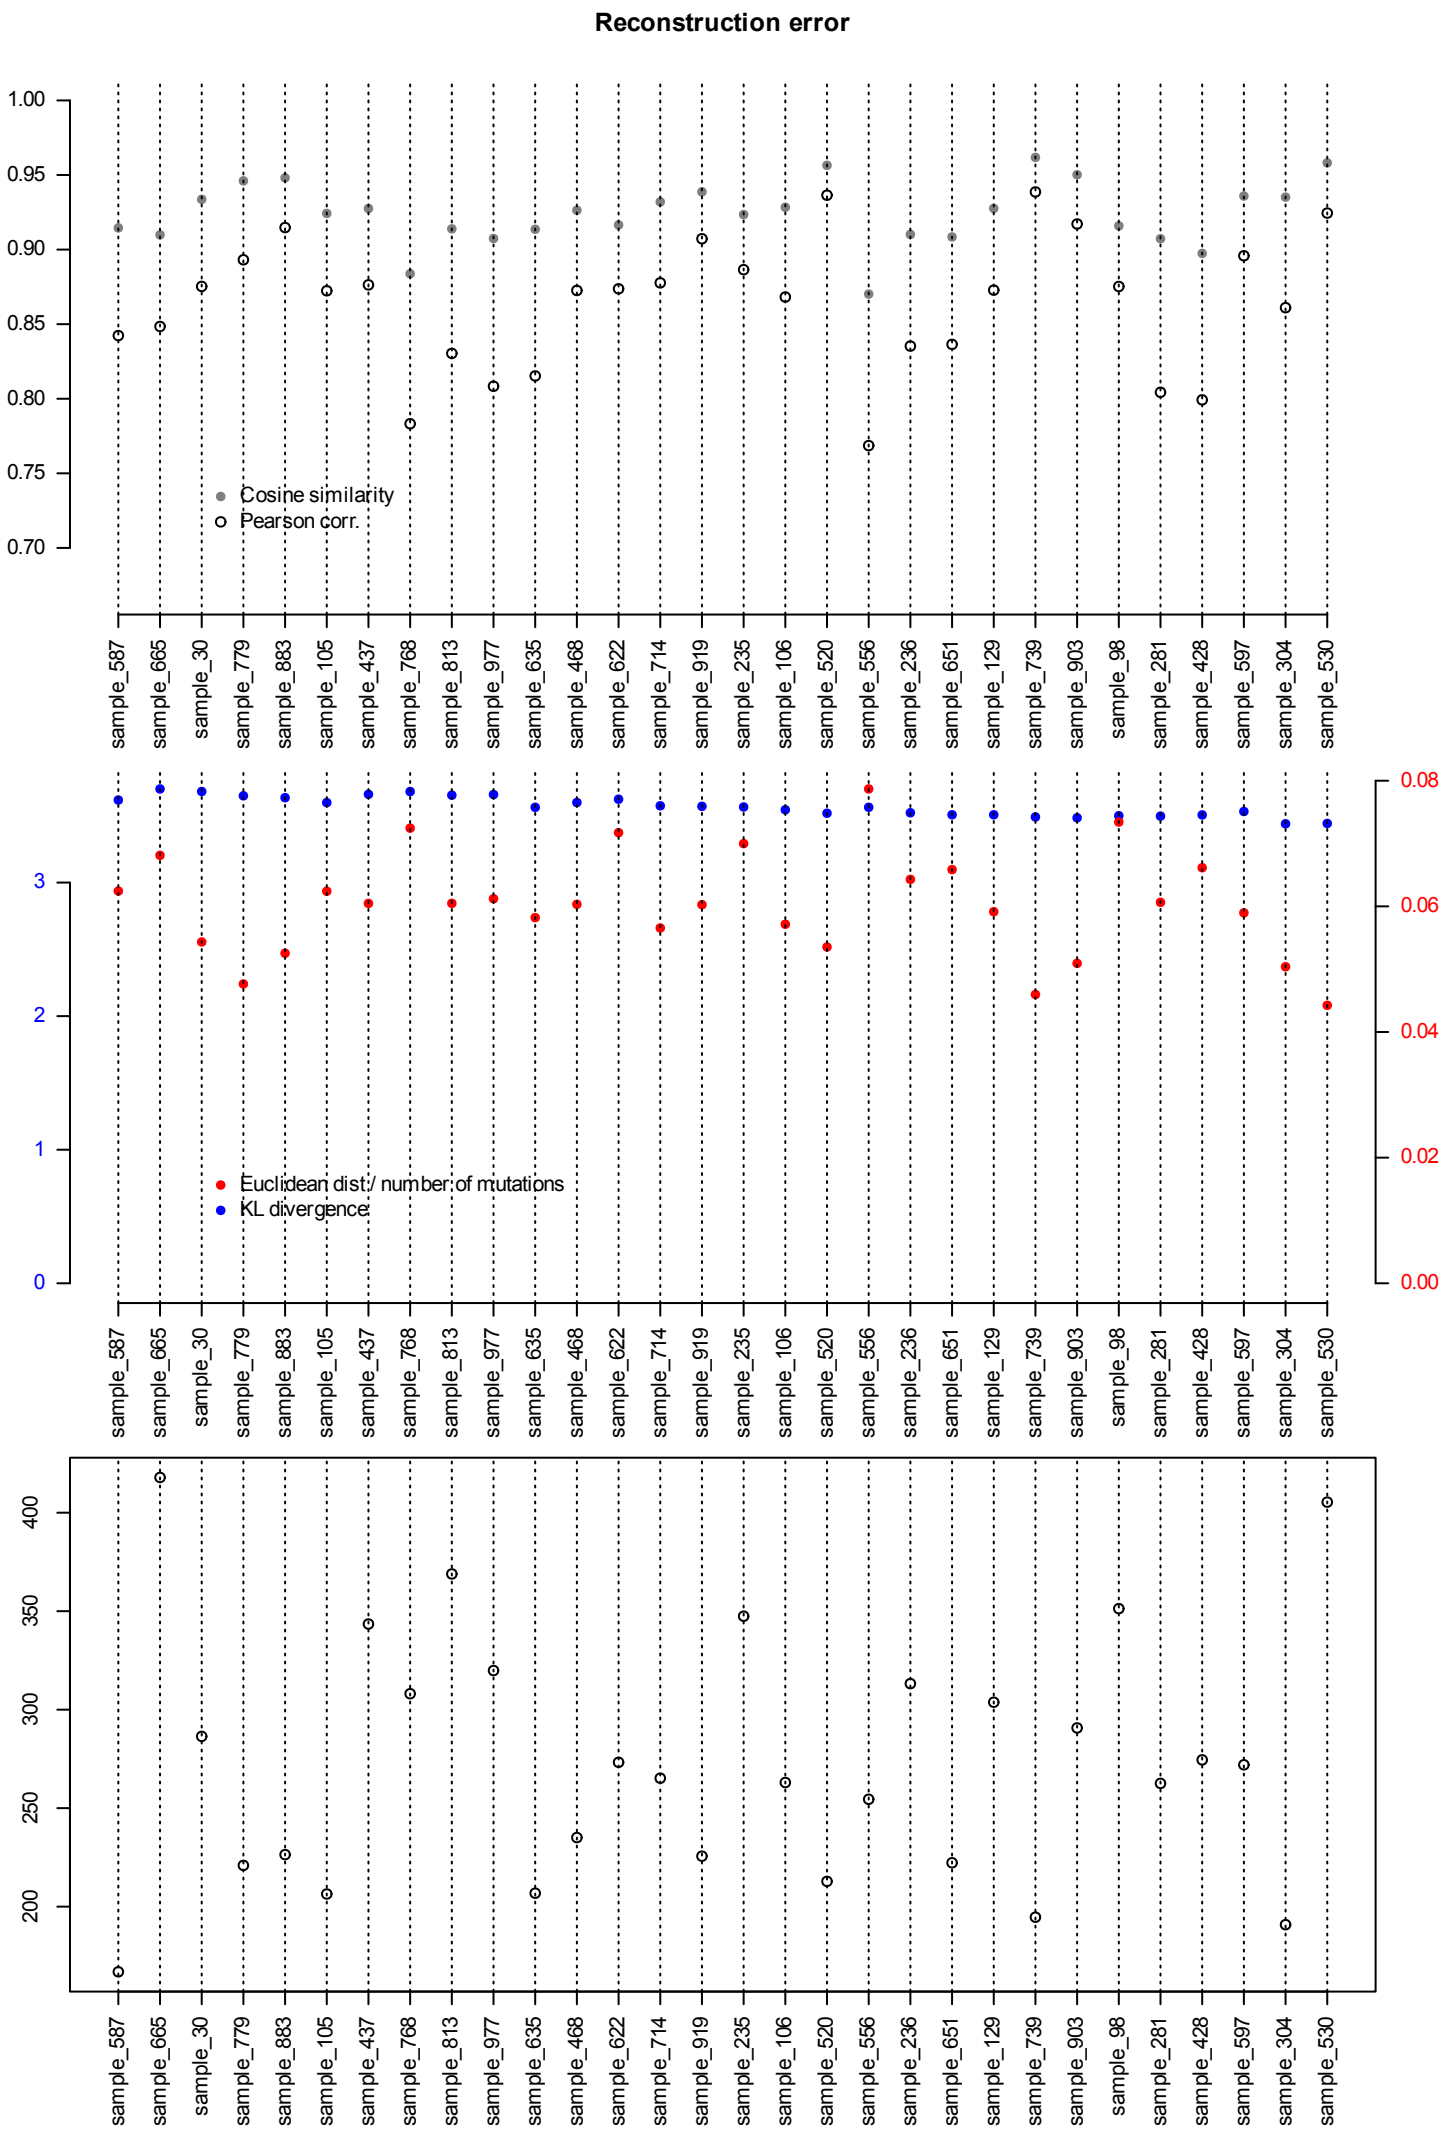 Reconstruction error
1.00
0.95
0.90
0.85
0.80
0.75
0.70
Cosine similarity
Pearson corr.
sample_587
sample_665
sample_30
sample_779
sample_883
sample_105
sample_437
sample_768
sample_813
sample_977
sample_635
sample_468
sample_622
sample_714
sample_919
sample_235
sample_106
sample_520
sample_556
sample_236
sample_651
sample_129
sample_739
sample_903
sample_98
sample_281
sample_428
sample_597
sample_304
sample_530
3
2
1
0
Euclidean dist./ number of mutations
KL divergence
0.08
0.06
0.04
0.02
0.00
sample_587
sample_665
sample_30
sample_779
sample_883
sample_105
sample_437
sample_768
sample_813
sample_977
sample_635
sample_468
sample_622
sample_714
sample_919
sample_235
sample_106
sample_520
sample_556
sample_236
sample_651
sample_129
sample_739
sample_903
sample_98
sample_281
sample_428
sample_597
sample_304
sample_530
400
350
300
250
200
sample_587
sample_665
sample_30
sample_779
sample_883
sample_105
sample_437
sample_768
sample_813
sample_977
sample_635
sample_468
sample_622
sample_714
sample_919
sample_235
sample_106
sample_520
sample_556
sample_236
sample_651
sample_129
sample_739
sample_903
sample_98
sample_281
sample_428
sample_597
sample_304
sample_530